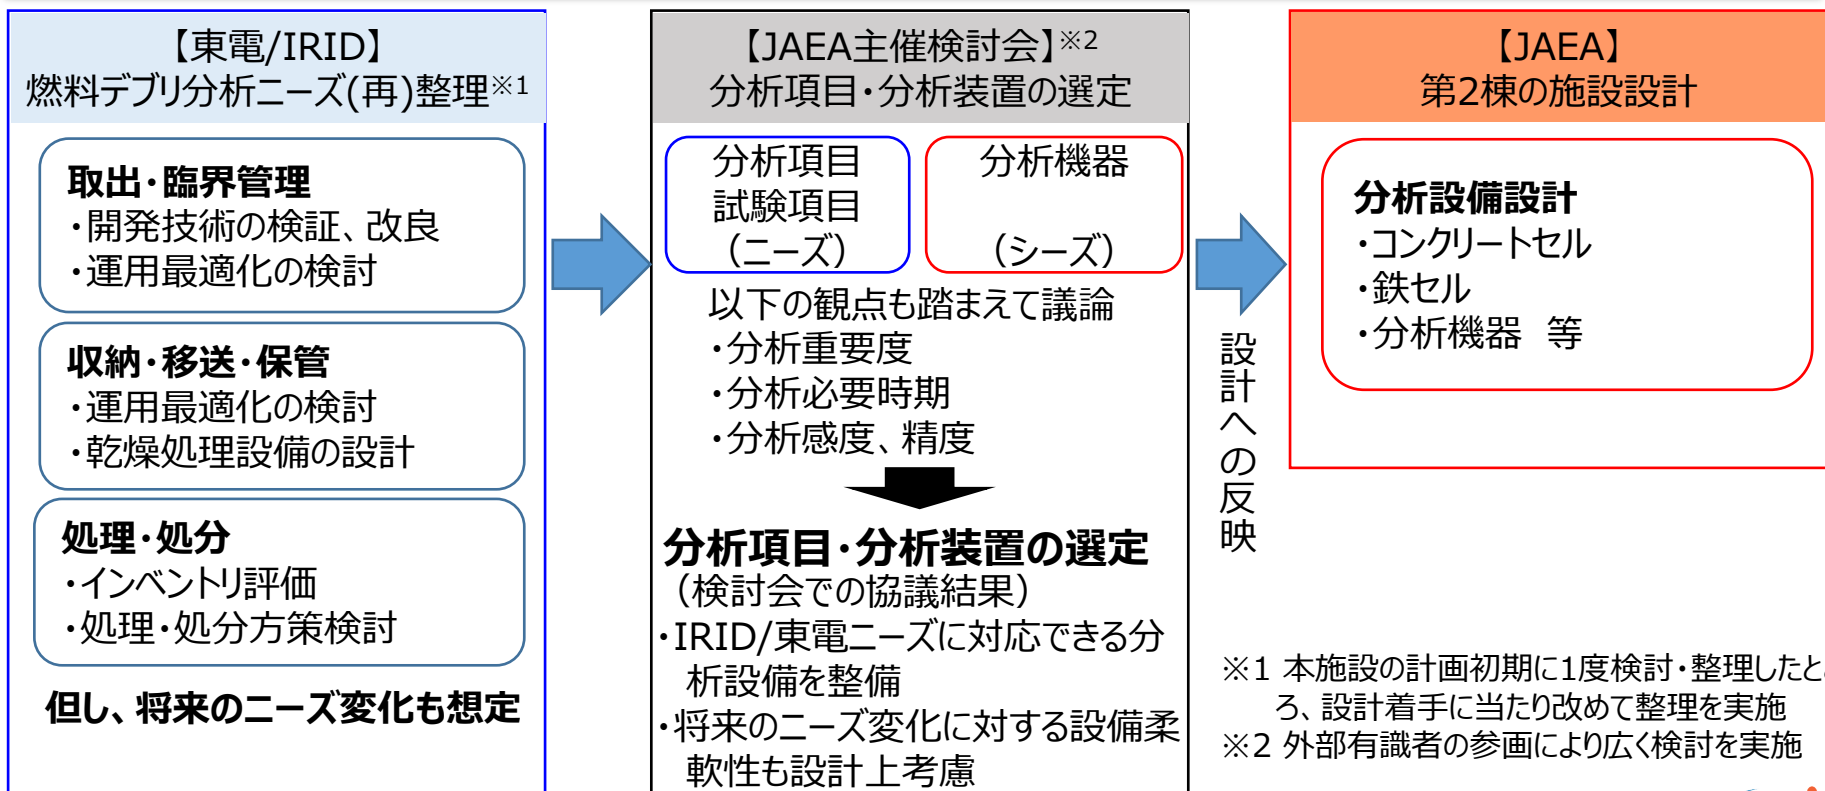 【東電/IRID】
燃料デブリ分析ニーズ(再)整理※1
取出・臨界管理
・開発技術の検証、改良
・運用最適化の検討
収納・移送・保管
・運用最適化の検討
・乾燥処理設備の設計
処理・処分
・インベントリ評価
・処理・処分方策検討
但し、将来のニーズ変化も想定
【JAEA主催検討会】※2
分析項目・分析装置の選定
分析項目
試験項目
（ニーズ）
分析機器
（シーズ）
以下の観点も踏まえて議論
・分析重要度
・分析必要時期
・分析感度、精度
分析項目・分析装置の選定
（検討会での協議結果）
・IRID/東電ニーズに対応できる分
析設備を整備
・将来のニーズ変化に対する設備柔
軟性も設計上考慮
設計への反映
【JAEA】
第2棟の施設設計
分析設備設計
・コンクリートセル
・鉄セル
・分析機器　等
※1 本施設の計画初期に1度検討・整理したと
ろ、設計着手に当たり改めて整理を実施
※2 外部有識者の参画により広く検討を実施